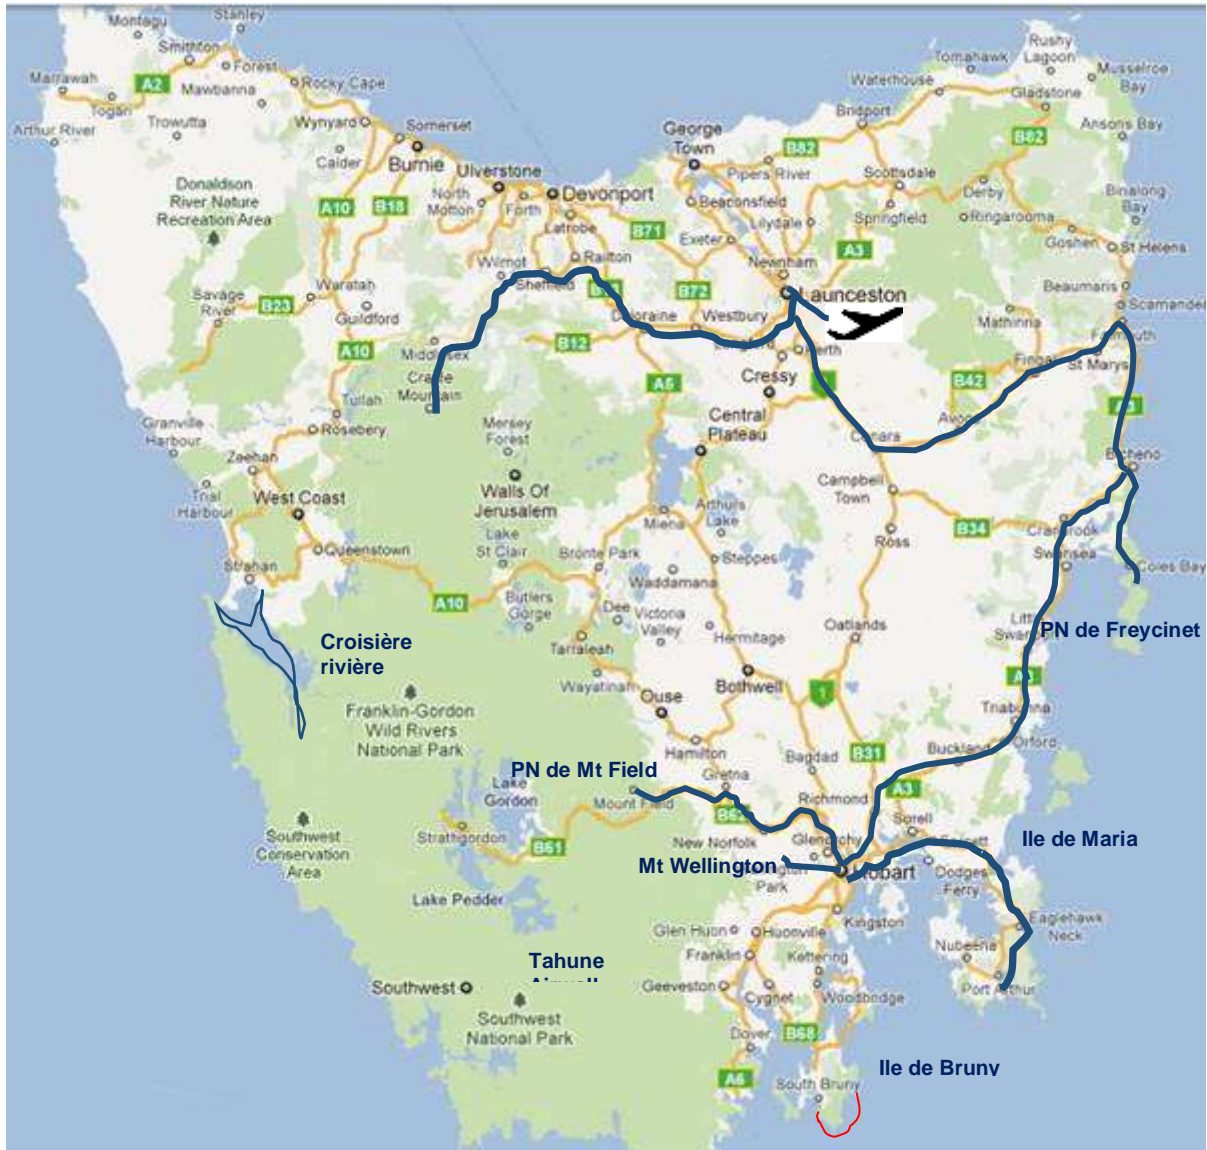 Montagu
Stanley
Smithton
Forest
Marrawah
A2
Togari
Mawbanna
Rocky Cape
Arthur River
Trowutta
Wynyard
Somerset
Calder
Burnie
Ulverstone
Devonport
North
Motton
Forth
Latrobe
Donaldson
River Nature
Recreation Area
A10
B18
Railton
Wilmot
Sheffield
B71
B72
George
Town
B82
Pipers River
Beaconsfield
Lilydale
Exeter
A3
Newnham
Launceston
Bridport
Waterhouse
Tomahawk
Rushy
Lagoon
Musselroe
Bay
Gladstone
B82
Ansons Bay
Scottsdale
Derby
Springfield
Ringarooma
Binalong
Bay
Goshen
St Helens
Beaumaris
Scamander
Mathinna
St Marys
Waratah
B23
Savage
River
Guildford
Westbury
B12
Middlesex
A10
A5
Cressy
B42
Central
Plateau
Mountain
Tullah
Granville
Harbour
Rosebery
Mersey
Forest
Conara
Bicheno
Zeehan
Trial
Harbour
West Coast
Walls Of
Jerusalem
Campbell
Town
Arthurs
Lake
Miena
B34
Cranbrook
Swansea
Ross
Lake
St Clair
Bronte Park
Steppes
Queenstown
Strahan
A10
Waddamana
Coles Bay
Butlers
Gorge
Dee
Victoria
Valley
Hermitage
Oatlands
PN de Freycinet
Croisière
rivière
Tarraleah
Wayatinah
Bothwell
1
Ouse
Triabunna
Franklin-Gordon
Wild Rivers
National Park
Hamilton
Bagdad
B31
Buckland
Orford
PN de Mt Field
Gretna
A3
Lake
Gordon
Mount Field
B62
Richmond
Sorell
Strathgordon
New Norfolk
Glenorchy
Ile de Maria
Southwest
Conservation
Area
B61
Mt Wellington
Park
Hobart
Dodges
Ferry
Lake Pedder
Kingston
Eaglehawk
Neck
Glen Huon
Huonville
Nubeena
Tahune
Franklin
Kettering
Port Arthur
Southwest
Geeveston
Cygnet
Woodbridge
Southwest
National Park
Dover
B68
Ile de Bruny
A6
South Bruny